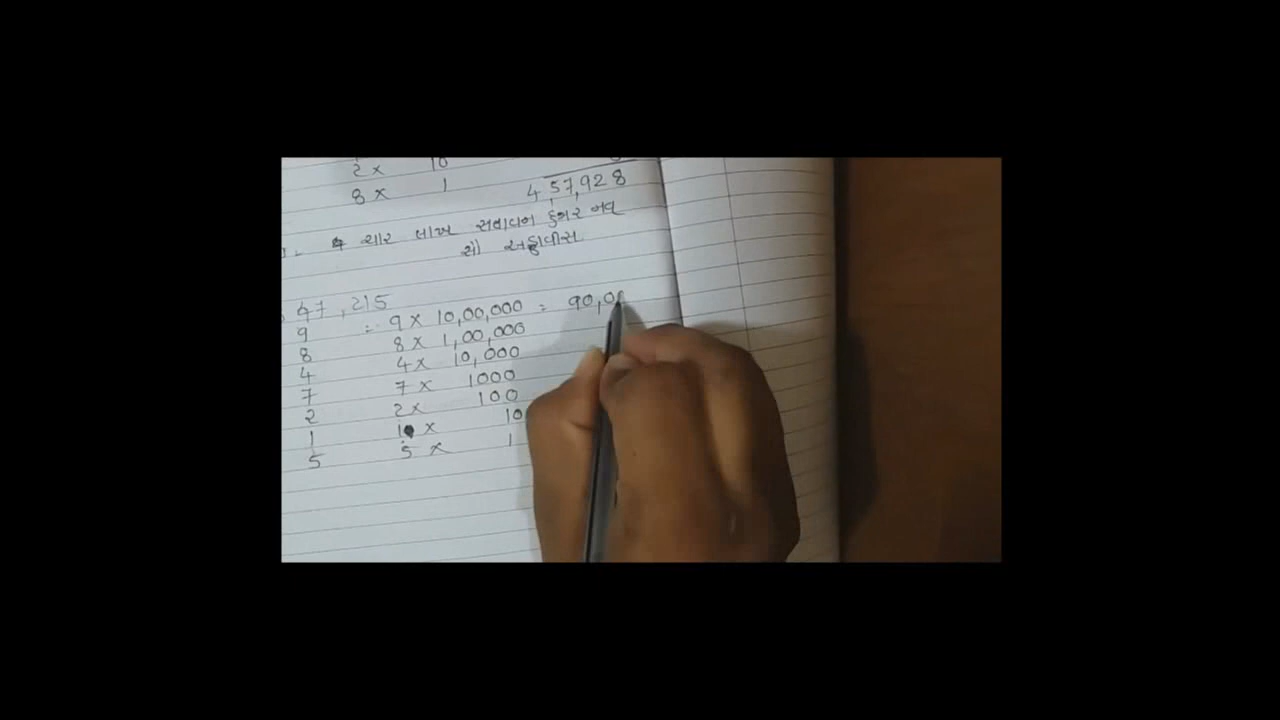 2 × 10
8 × 1 4,57,928
ચાર લાખ સત્તાવન હજાર નવ
સો અઠ્ઠાવીસ
47,215
9 = 9 × 10,00,000 = 90,00
8 8 × 1,00,000
4 4 × 10,000
7 7 × 1000
2 2 × 100
1 1 × 10
5 5 × 1